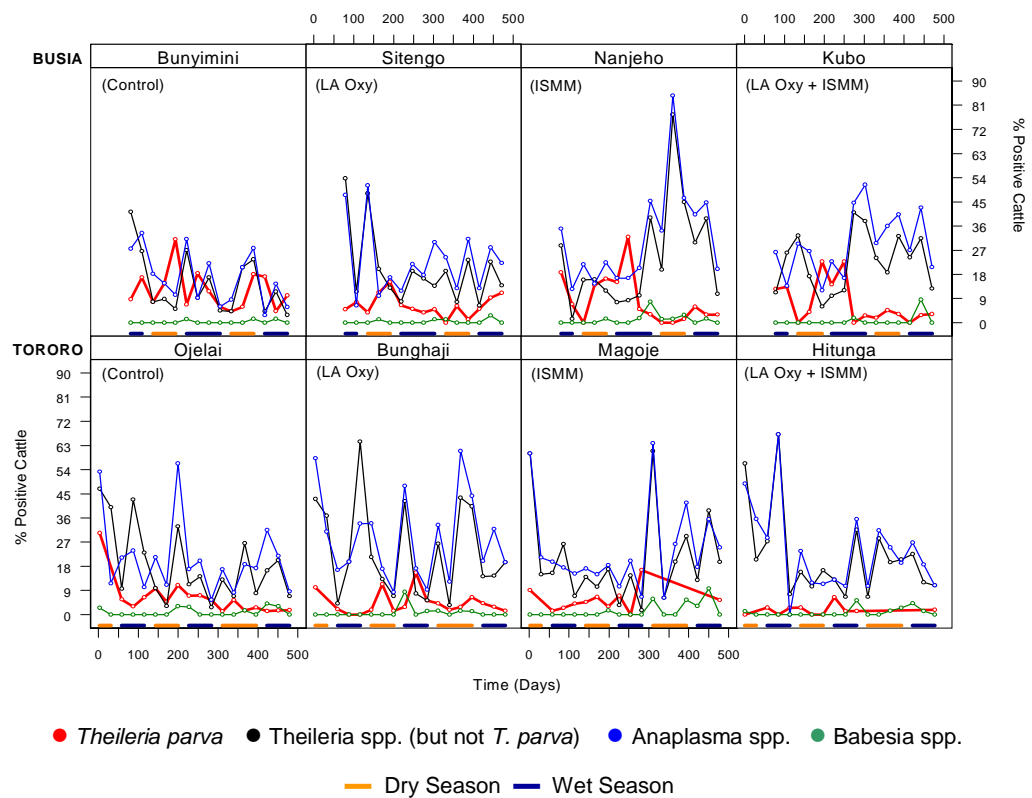 0 100 200 300 400 500 0 100 200 300 400 500
BUSIA Bunyimini Sitengo Nanjeho Kubo
(Control) (LA Oxy) (ISMM) (LA Oxy + ISMM)
90
81
72
63
54
45
36
27
18
9
0
% Positive Cattle
TORORO Ojelai Bunghaji Magoje Hitunga
(Control) (LA Oxy) (ISMM) (LA Oxy + ISMM)
90
81
72
63
54
45
36
27
18
9
0
% Positive Cattle
0 100 200 300 400 500 0 100 200 300 400 500
Time (Days)
Theileria parva Theileria spp. (but not T. parva) Anaplasma spp. Babesia spp.
Dry Season Wet Season